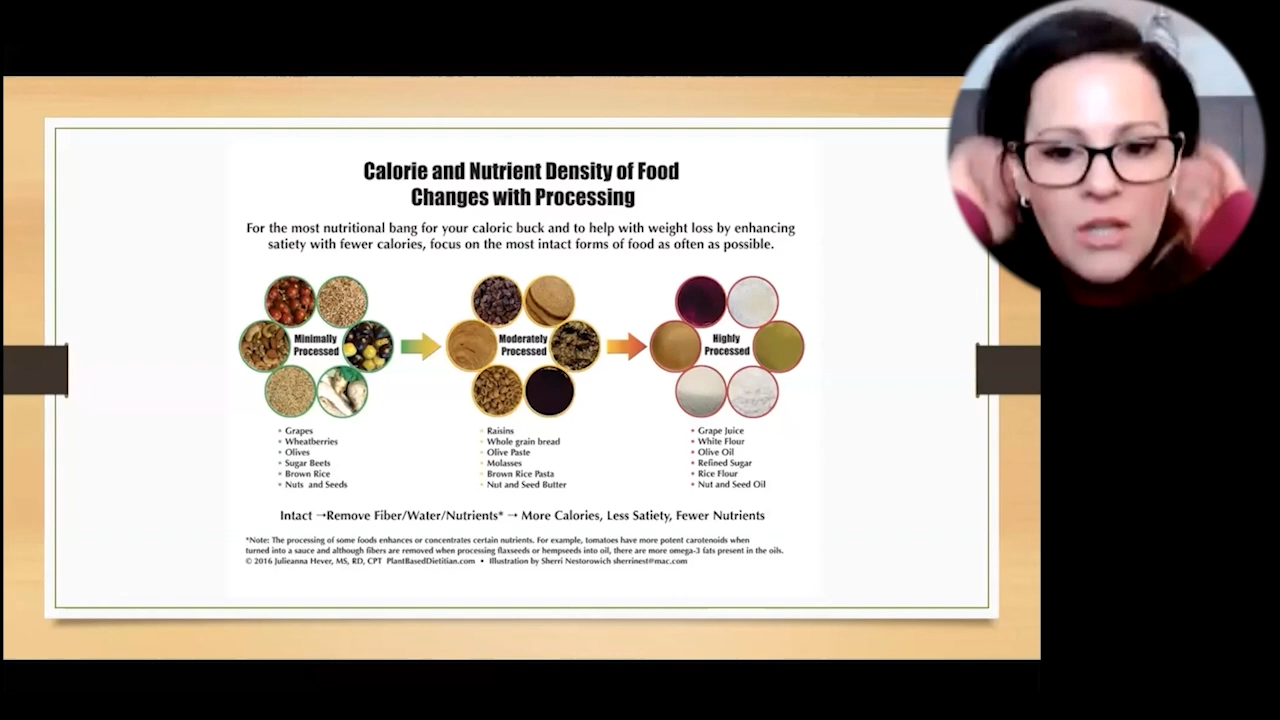 Calorie and Nutrient Density of Food
Changes with Processing
For the most nutritional bang for your caloric buck and to help with weight loss by enhancing
satiety with fewer calories, focus on the most intact forms of food as often as possible.
Minimally
Processed
Moderately
Processed
Highly
Processed
• Grapes
• Wheatberries
• Olives
• Sugar Beets
• Brown Rice
• Nuts and Seeds
• Raisins
• Whole grain bread
• Olive Paste
• Molasses
• Brown Rice Pasta
• Nut and Seed Butter
• Grape Juice
• White Flour
• Olive Oil
• Refined Sugar
• Rice Flour
• Nut and Seed Oil
Intact →Remove Fiber/Water/Nutrients* → More Calories, Less Satiety, Fewer Nutrients
*Note: The processing of some foods enhances or concentrates certain nutrients. For example, tomatoes have more potent carotenoids when
turned into a sauce and although fibers are removed when processing flaxseeds or hempseeds into oil, there are more omega-3 fats present in the oils.
© 2016 Julieanna Hever, MS, RD, CPT PlantBasedDietitian.com • Illustration by Sherri Nestorowich sherrinest@mac.com